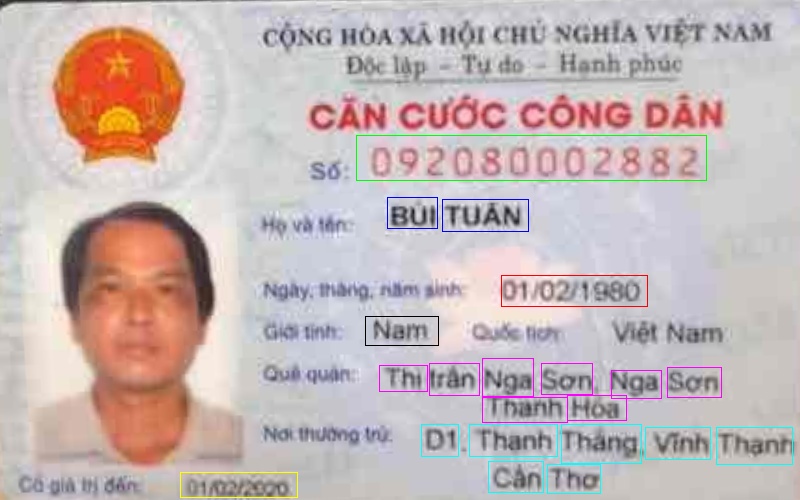 CỘNG HÒA XÃ HỘI CHỦ NGHĨA VIỆT NAM
Độc lập - Tự do - Hạnh phúc
CĂN CƯỚC CÔNG DÂN
Số: 092080002882
Họ và tên: BÙI TUẤN
Ngày, tháng, năm sinh: 01/02/1980
Giới tính: Nam Quốc tịch: Việt Nam
Quê quán: Thị trấn Nga Sơn, Nga Sơn
Thanh Hóa
Nơi thường trú: D1, Thạnh Thắng, Vĩnh Thạnh
Cần Thơ
Có giá trị đến: 01/02/2020